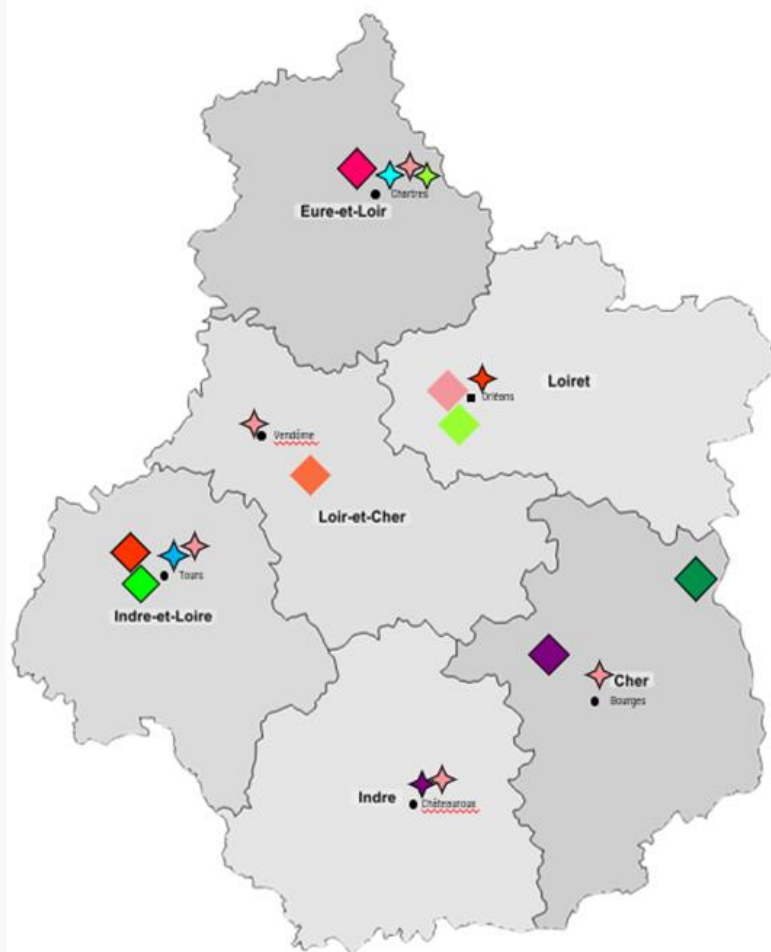 Chartres
Eure-et-Loir
Loiret
Orléans
Vendôme
Loir-et-Cher
Tours
Indre-et-Loire
Cher
Bourges
Indre
Châteauroux